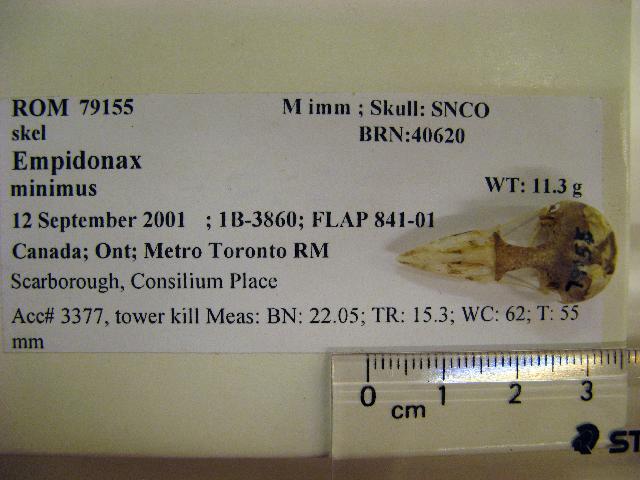 ROM 79155 M imm ; Skull: SNCO
skel BRN:40620
Empidonax
minimus WT: 11.3 g
12 September 2001 ; 1B-3860; FLAP 841-01
Canada; Ont; Metro Toronto RM
Scarborough, Consilium Place
Acc# 3377, tower kill Meas: BN: 22.05; TR: 15.3; WC: 62; T: 55
mm
0 1 2 3
cm
ST